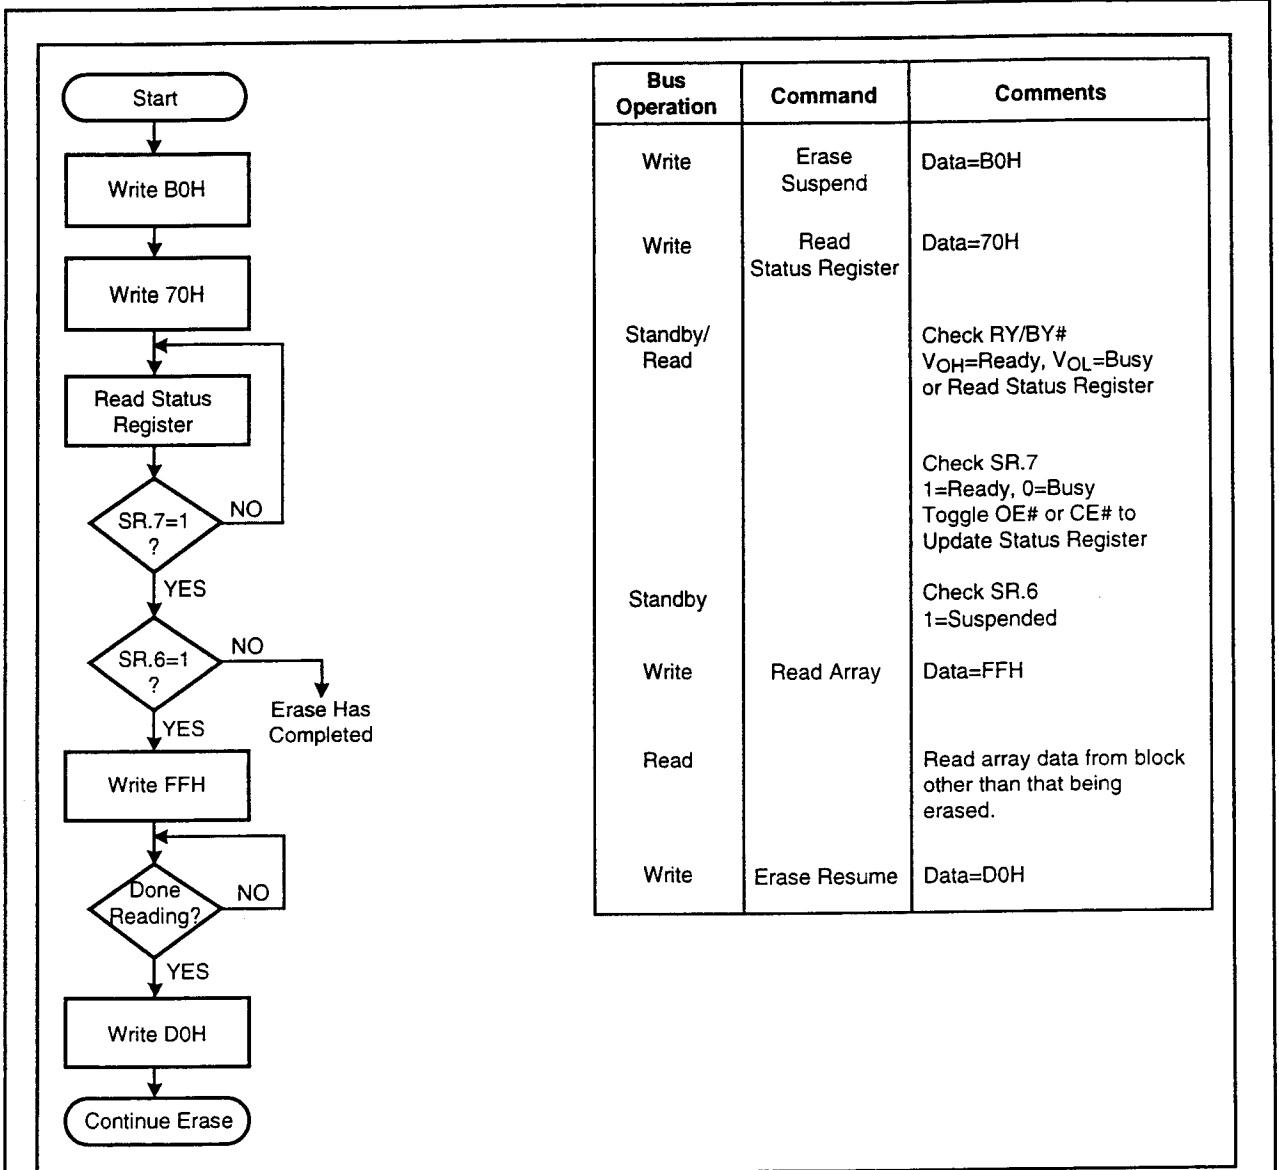 Start
Write B0H
Write 70H
Read Status
Register
SR.7=1
?
NO
YES
SR.6=1
?
NO
Erase Has
Completed
YES
Write FFH
Done
Reading?
NO
YES
Write D0H
Continue Erase
Bus
Operation
Command
Comments
Write
Erase
Suspend
Data=B0H
Write
Read
Status Register
Data=70H
Standby/
Read
Check RY/BY#
VOH=Ready, VOL=Busy
or Read Status Register
Check SR.7
1=Ready, 0=Busy
Toggle OE# or CE# to
Update Status Register
Standby
Check SR.6
1=Suspended
Write
Read Array
Data=FFH
Read
Read array data from block
other than that being
erased.
Write
Erase Resume
Data=D0H